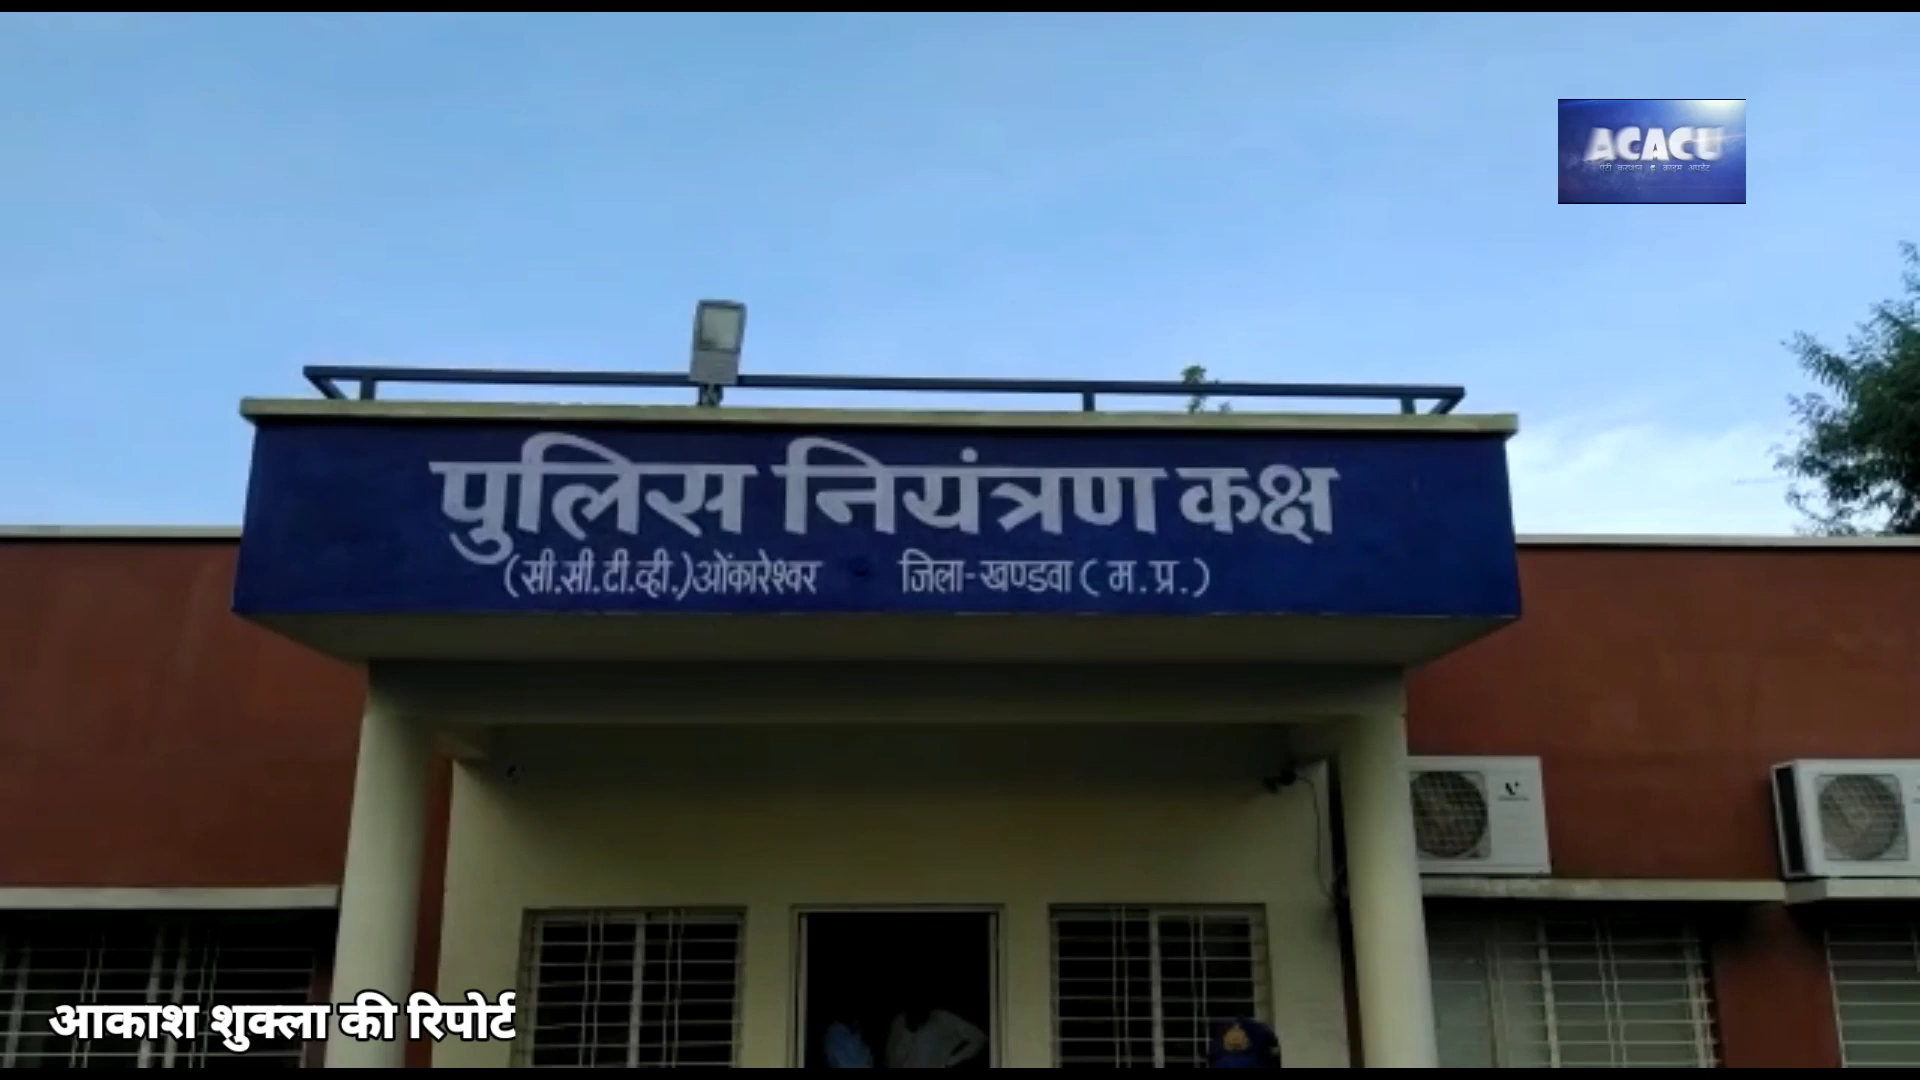 ACACU
पुलिस नियंत्रण कक्ष
(सी.सी.टी.व्ही.)ओंकारेश्वर जिला-खण्डवा ( म.प्र.)
आकाश शुक्ला की रिपोर्ट